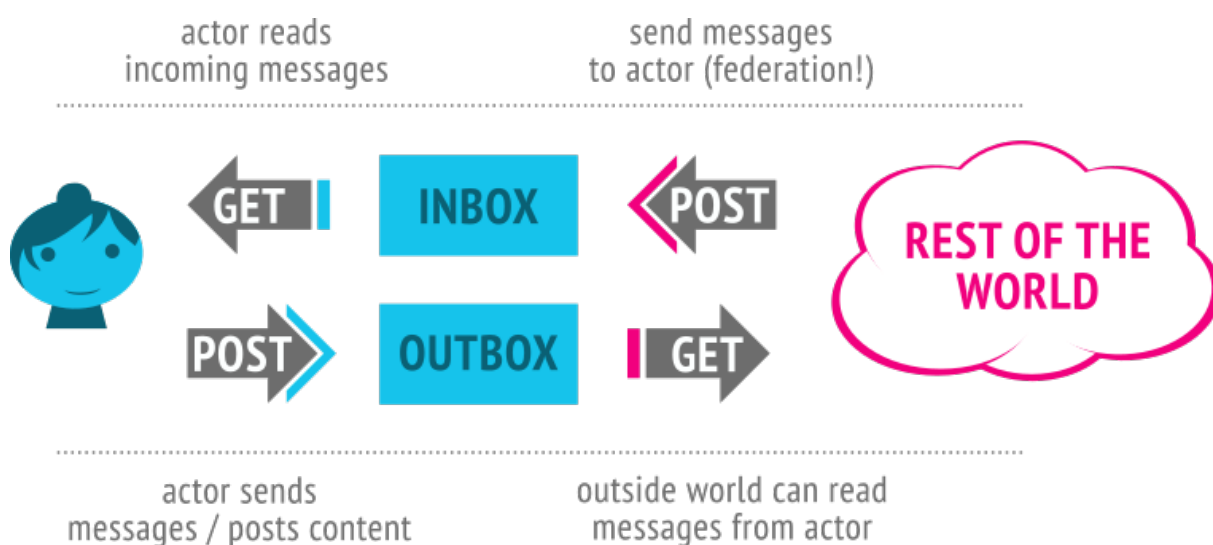 actor reads
incoming messages
send messages
to actor (federation!)
GET
INBOX
POST
REST OF THE
WORLD
POST
OUTBOX
GET
actor sends
messages / posts content
outside world can read
messages from actor